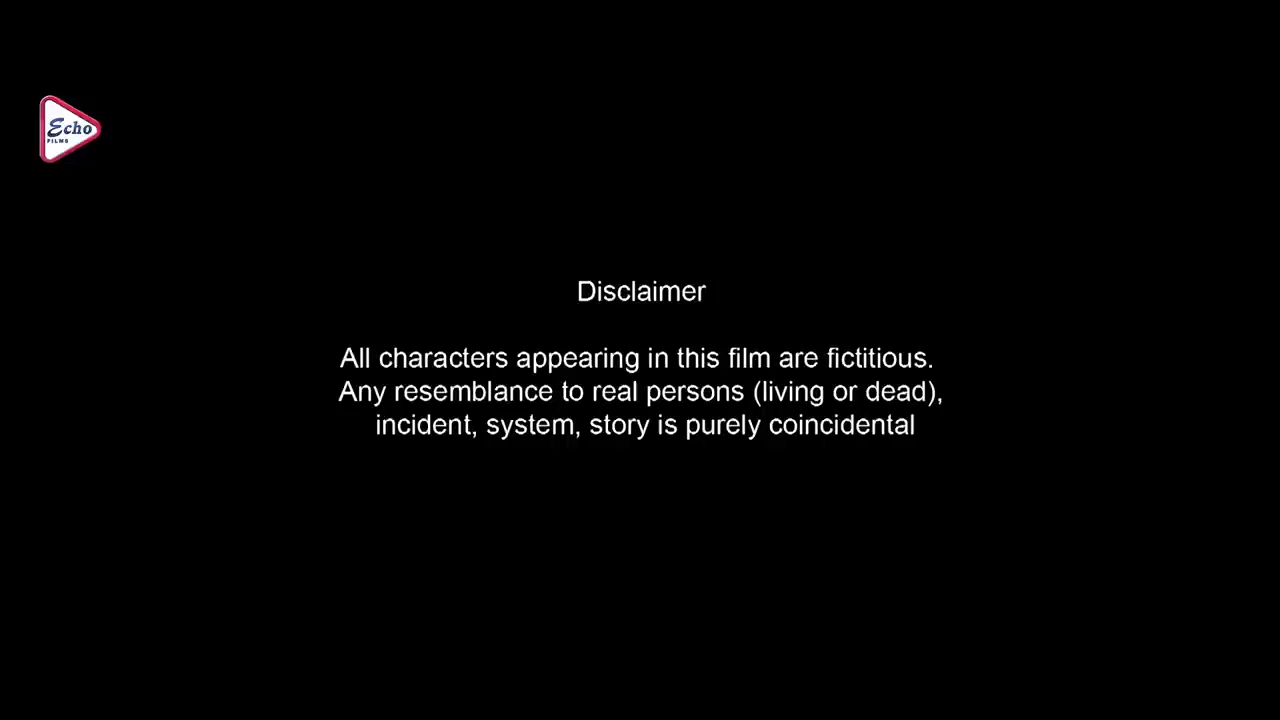 Echo
FILMS
Disclaimer
All characters appearing in this film are fictitious.
Any resemblance to real persons (living or dead),
incident, system, story is purely coincidental